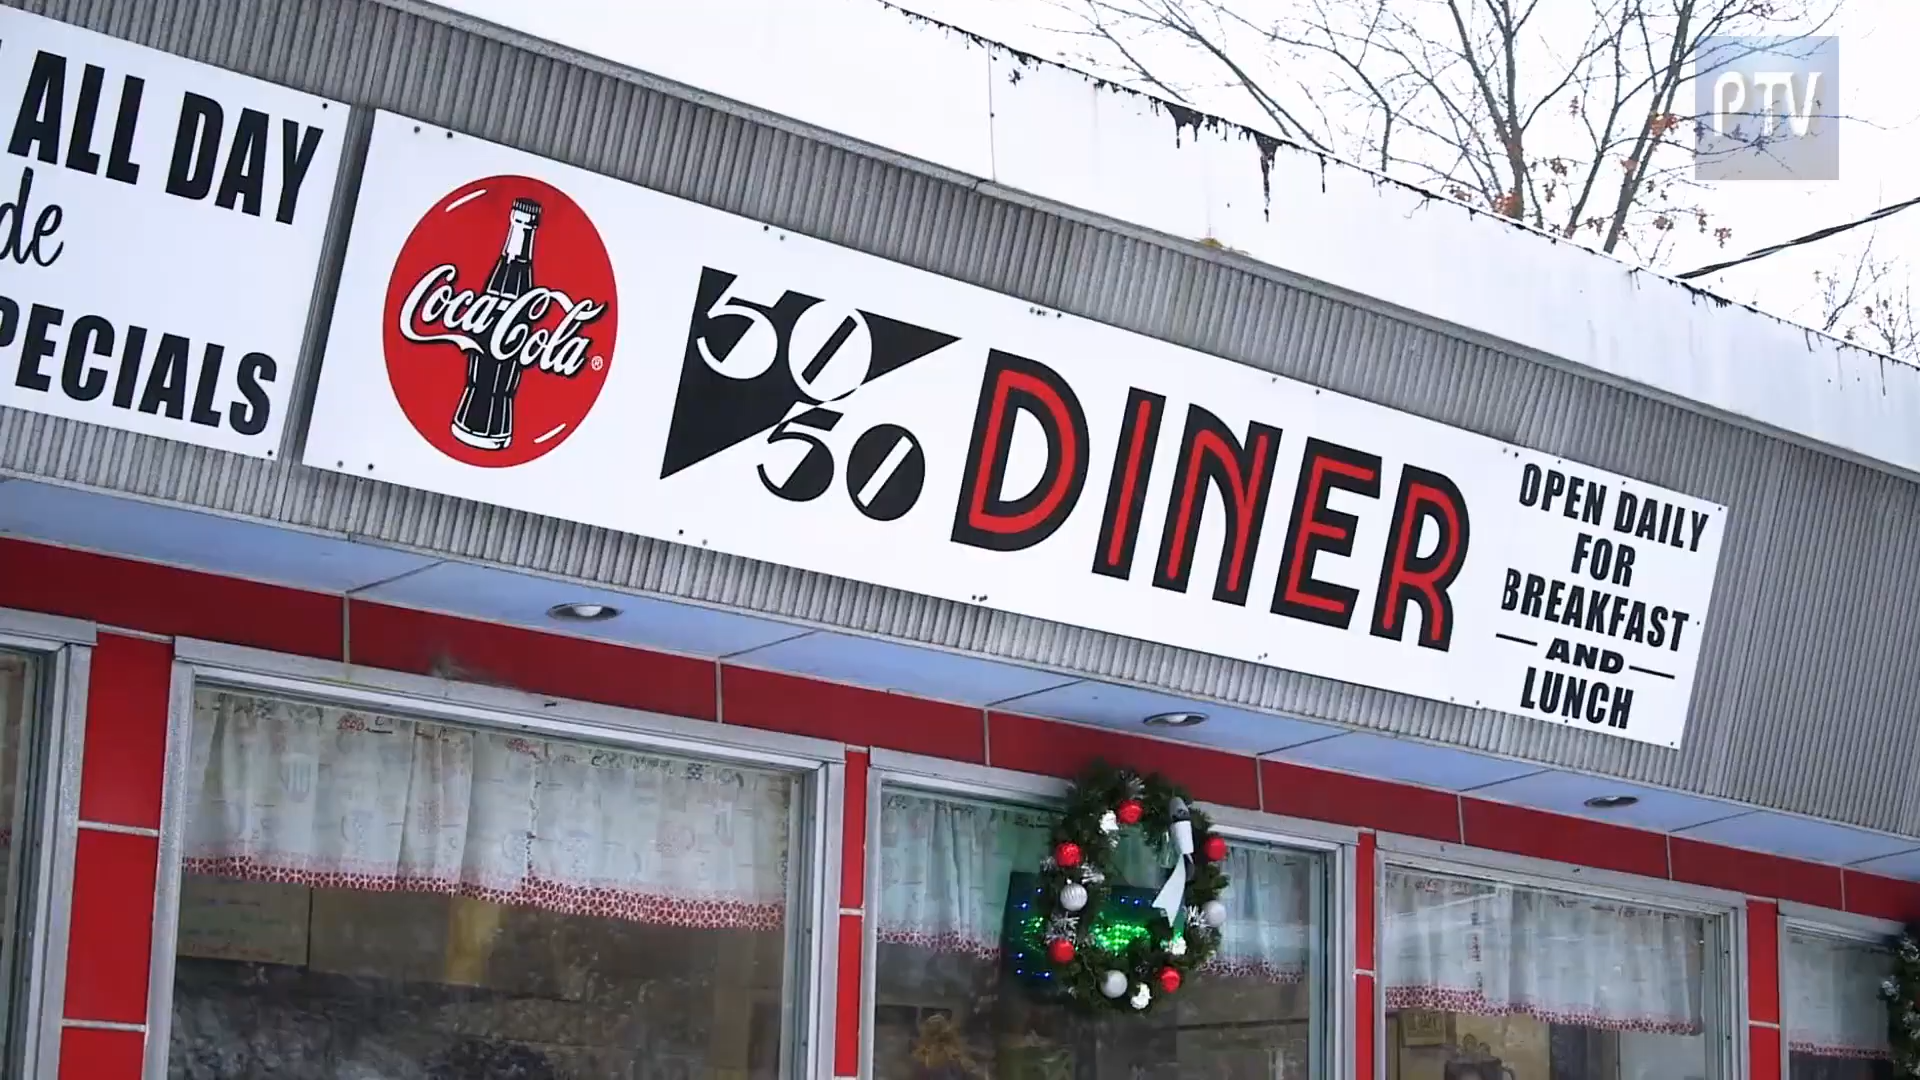 ALL DAY
de
PECIALS
Coca-Cola®
50
50
DINER
OPEN DAILY
FOR
BREAKFAST
AND
LUNCH
PTV